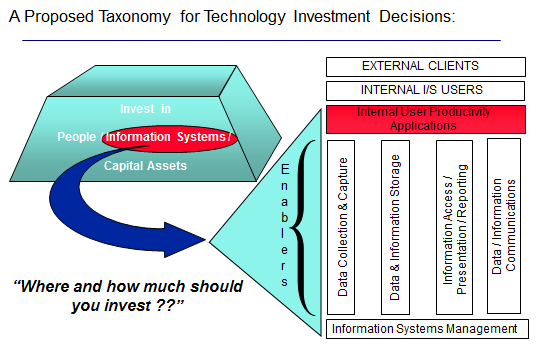 A Proposed Taxonomy for Technology Investment Decisions:
Invest in
People / Information Systems /
Capital Assets
"Where and how much should
you invest ??"
Enablers
EXTERNAL CLIENTS
INTERNAL I/S USERS
Internal User Productivity
Applications
Data Collection & Capture
Data & Information Storage
Information Access /
Presentation / Reporting
Data / Information
Communications
Information Systems Management